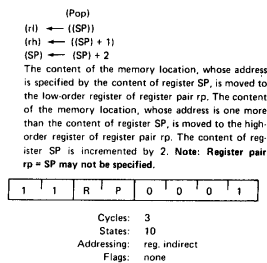 (Pop)
(rl) ← ((SP))
(rh) ← ((SP) + 1)
(SP) ← (SP) + 2
The content of the memory location, whose address
is specified by the content of register SP, is moved to
the low-order register of register pair rp. The content
of the memory location, whose address is one more
than the content of register SP, is moved to the high-
order register of register pair rp. The content of reg-
ister SP is incremented by 2. Note: Register pair
rp = SP may not be specified.
1 1 R P 0 0 0 1
Cycles: 3
States: 10
Addressing: reg. indirect
Flags: none